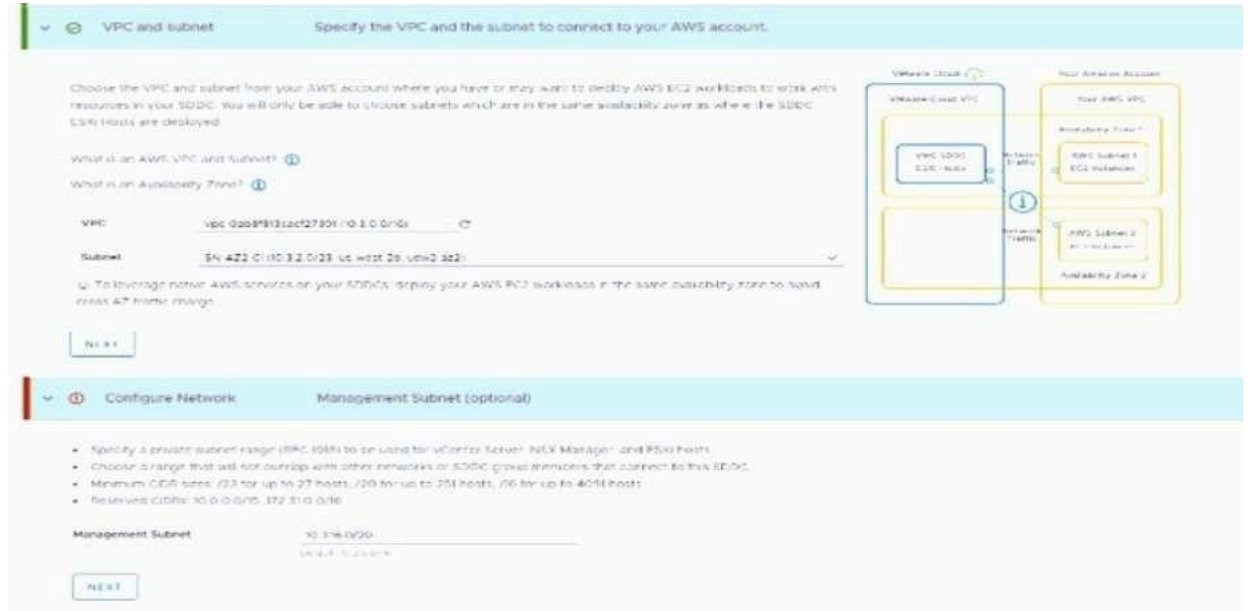 VPC and subnet Specify the VPC and the subnet to connect to your AWS account.
Choose the VPC and subnet from your AWS account where you have or may want to deploy AWS EC2 workloads to work with
resources in your SDDC. You will only be able to choose subnets which are in the same availability zone as where the SDDC
ESXi Hosts are deployed
What is an AWS VPC and Subnet?
What is an Availability Zone?
VPC
Subnet
To leverage native AWS services on your SDDCs, deploy your AWS EC2 workloads in the same availability zone to avoid
cross AZ traffic charge
NEXT
VMware Cloud
Your Amazon Account
VMware Cloud VPC
Your AWS VPC
Availability Zone 1
VMC SDDC
ESXi Hosts
Network
Traffic
AWS Subnet 1
EC2 Instances
Network
Traffic
AWS Subnet 2
Availability Zone 2
Configure Network Management Subnet (optional)
Specify a private subnet range (RFC 1918) to be used for vCenter Server, NSX Manager, and ESXi hosts
Choose a range that will not overlap with other networks or SDDC group members that connect to this SDDC
Minimum CIDR sizes: /23 for up to 27 hosts, /20 for up to 251 hosts, /16 for up to 4091 hosts
Reserved CIDRs: 10.0.0.0/15, 172.31.0.0/16
Management Subnet
NEXT